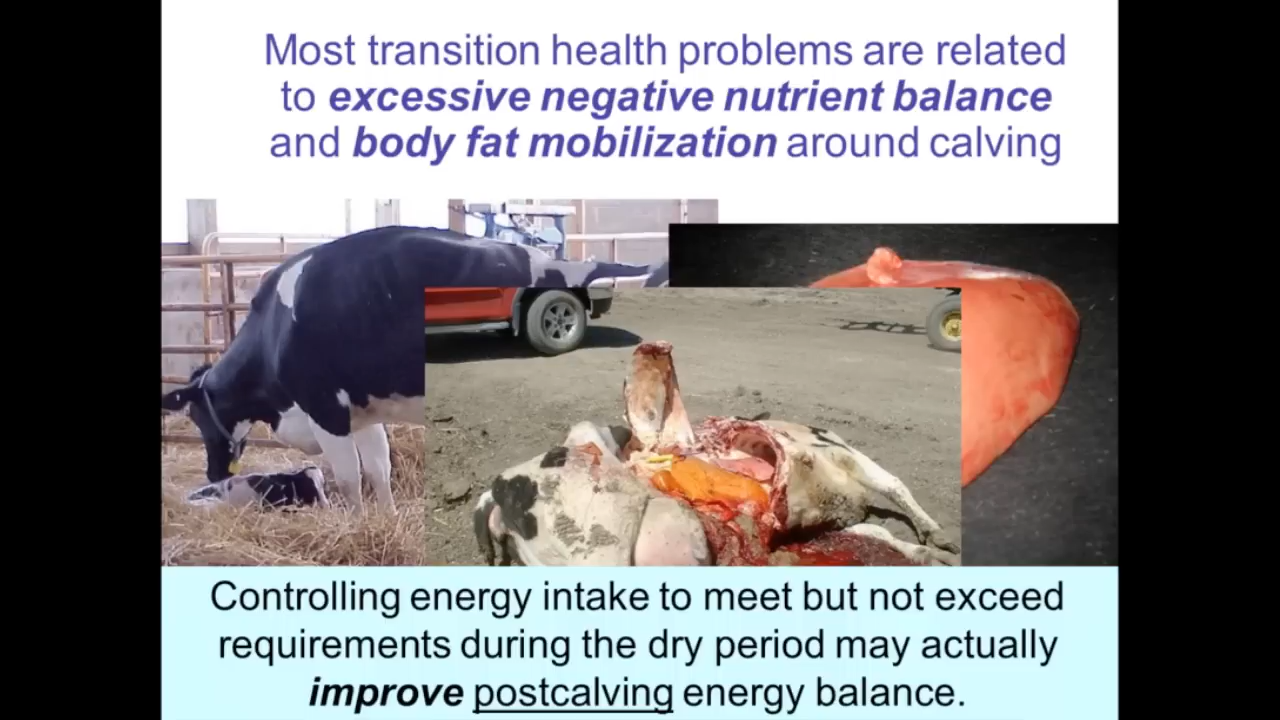 Most transition health problems are related
to excessive negative nutrient balance
and body fat mobilization around calving
Controlling energy intake to meet but not exceed
requirements during the dry period may actually
improve postcalving energy balance.